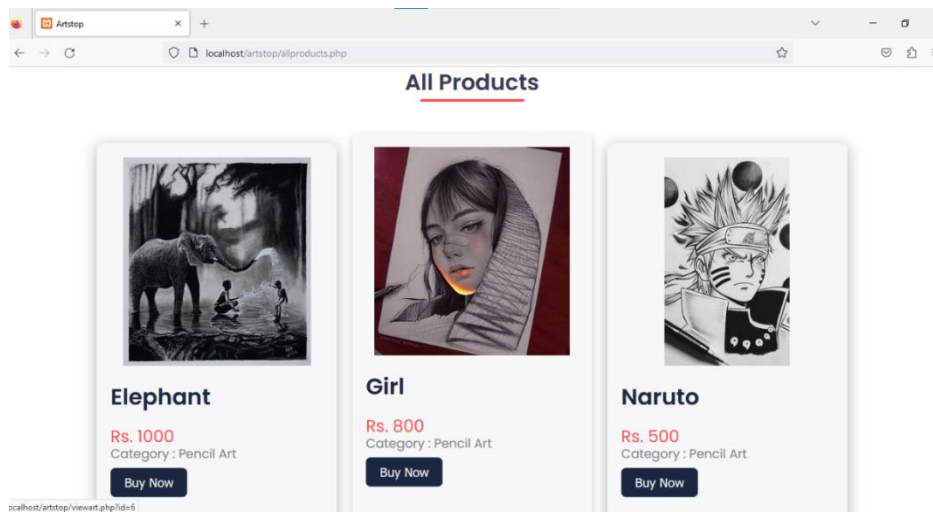 Artstop
localhost/artstop/allproducts.php
All Products
Elephant
Rs. 1000
Category : Pencil Art
Buy Now
Girl
Rs. 800
Category : Pencil Art
Buy Now
Naruto
Rs. 500
Category : Pencil Art
Buy Now
ocalhost/artstop/viewart.php?id=6